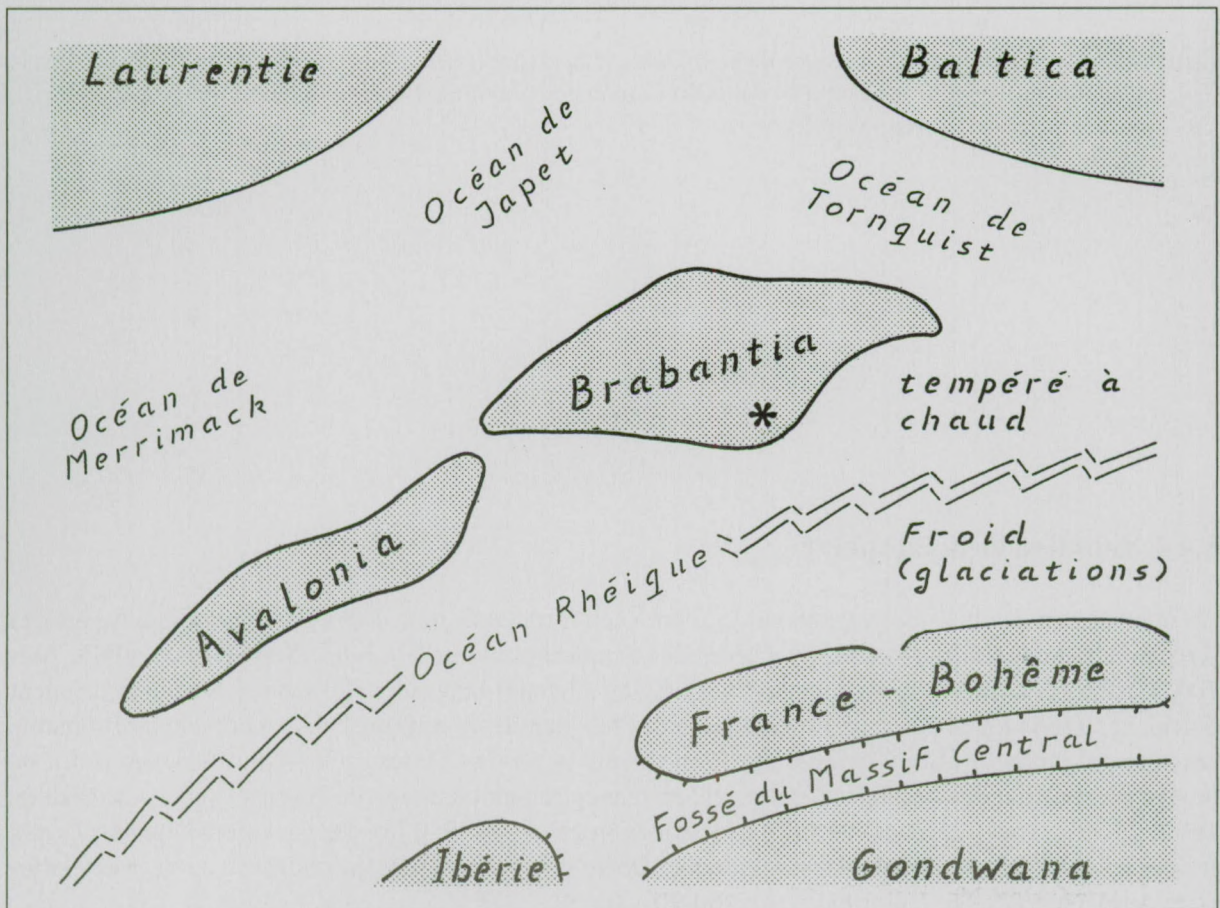 Laurentie
Baltica
Océan de
Japet
Océan de
Tornquist
Brabantia
*
Océan de
Merrimack
tempéré à
chaud
Avalonia
Océan Rhéique
Froid
(glaciations)
France - Bohême
Fossé du Massif Central
Ibérie
Gondwana